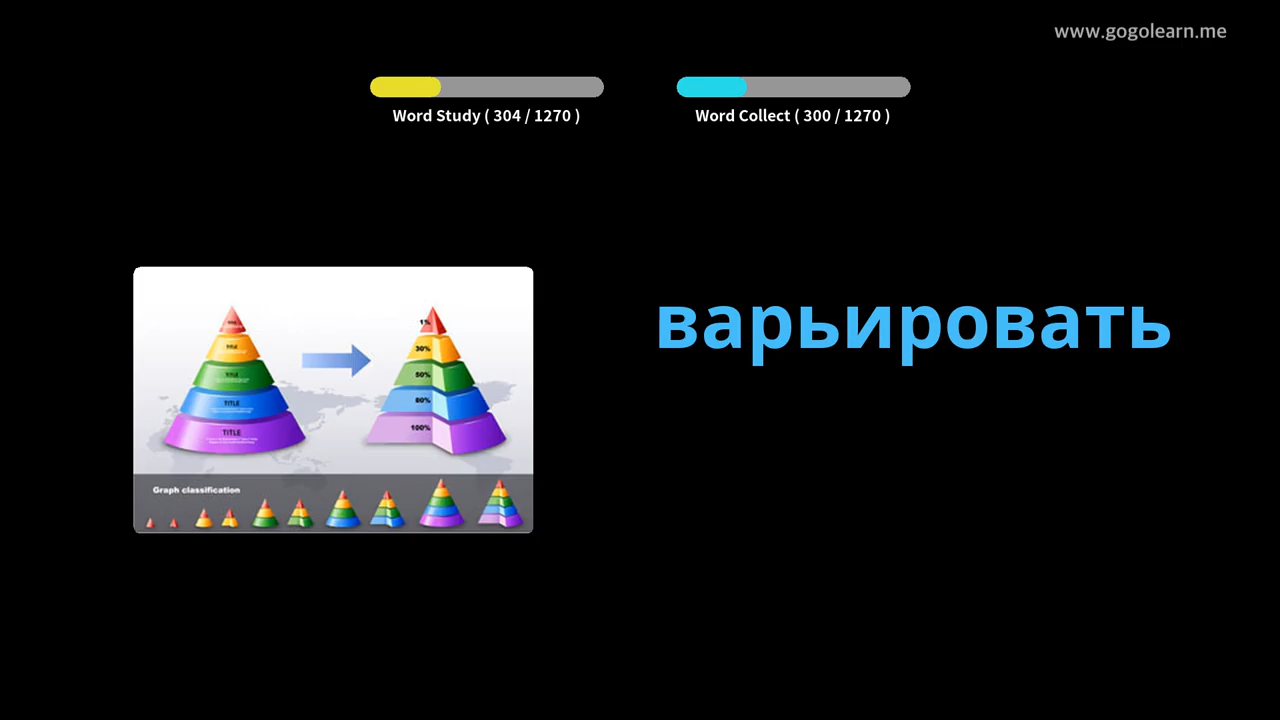 www.gogolearn.me
Word Study ( 304 / 1270 )
Word Collect ( 300 / 1270 )
варьировать
TITLE
TITLE
TITLE
TITLE
1%
30%
50%
80%
100%
Graph classification